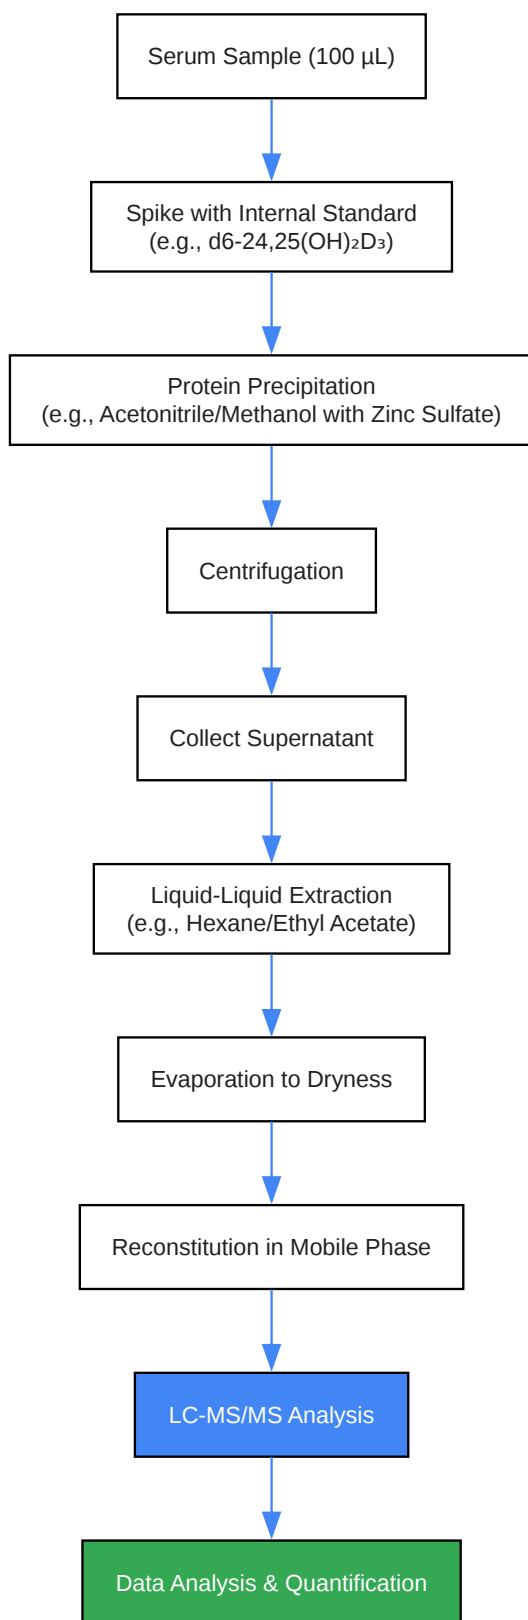 Serum Sample (100 µL)
Spike with Internal Standard
(e.g., d6-24,25(OH)₂D₃)
Protein Precipitation
(e.g., Acetonitrile/Methanol with Zinc Sulfate)
Centrifugation
Collect Supernatant
Liquid-Liquid Extraction
(e.g., Hexane/Ethyl Acetate)
Evaporation to Dryness
Reconstitution in Mobile Phase
LC-MS/MS Analysis
Data Analysis & Quantification